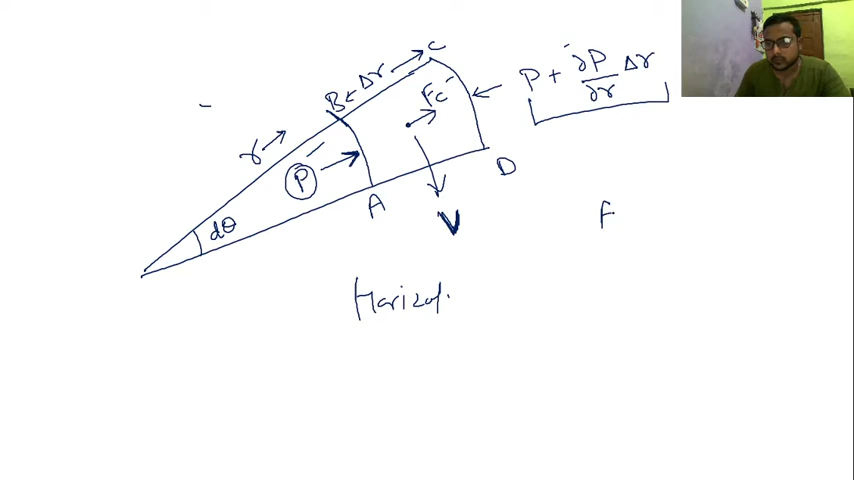 C
B
Δr →
Fc
P + ∂P/∂r Δr
r →
P
D
A
dθ
V
F
Horizo